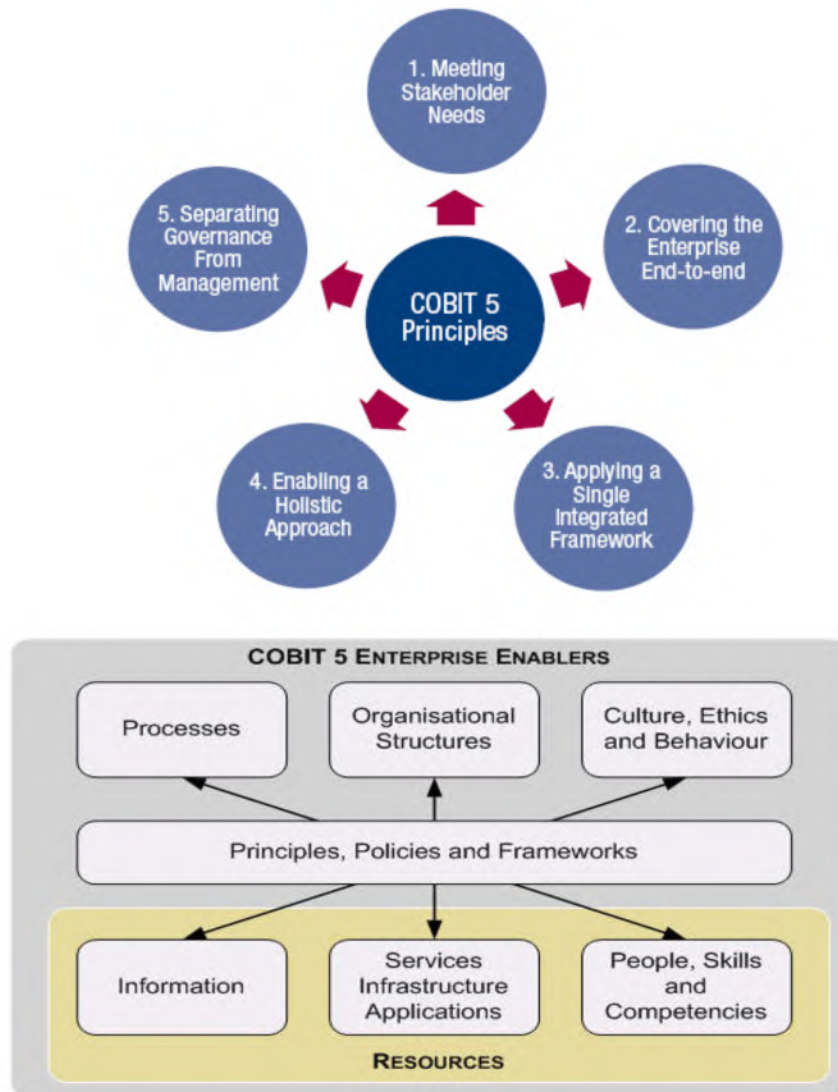 1. Meeting
Stakeholder
Needs
5. Separating
Governance
From
Management
2. Covering the
Enterprise
End-to-end
COBIT 5
Principles
4. Enabling a
Holistic
Approach
3. Applying a
Single
Integrated
Framework
COBIT 5 ENTERPRISE ENABLERS
Processes
Organisational
Structures
Culture, Ethics
and Behaviour
Principles, Policies and Frameworks
Information
Services
Infrastructure
Applications
People, Skills
and
Competencies
RESOURCES